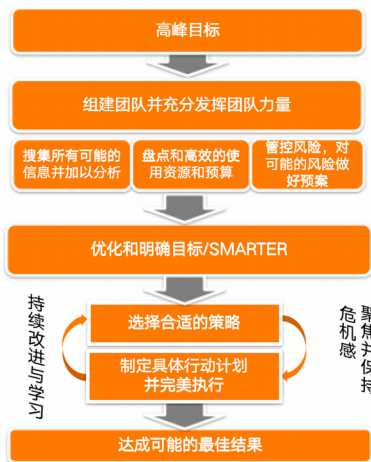 高峰目标
组建团队并充分发挥团队力量
搜集所有可能的
信息并加以分析
盘点和高效的使
用资源和预算
管控风险，对
可能的风险做
好预案
优化和明确目标/SMARTER
持续改进与学习
选择合适的策略
制定具体行动计划
并完美执行
聚焦并保持
危机感
达成可能的最佳结果